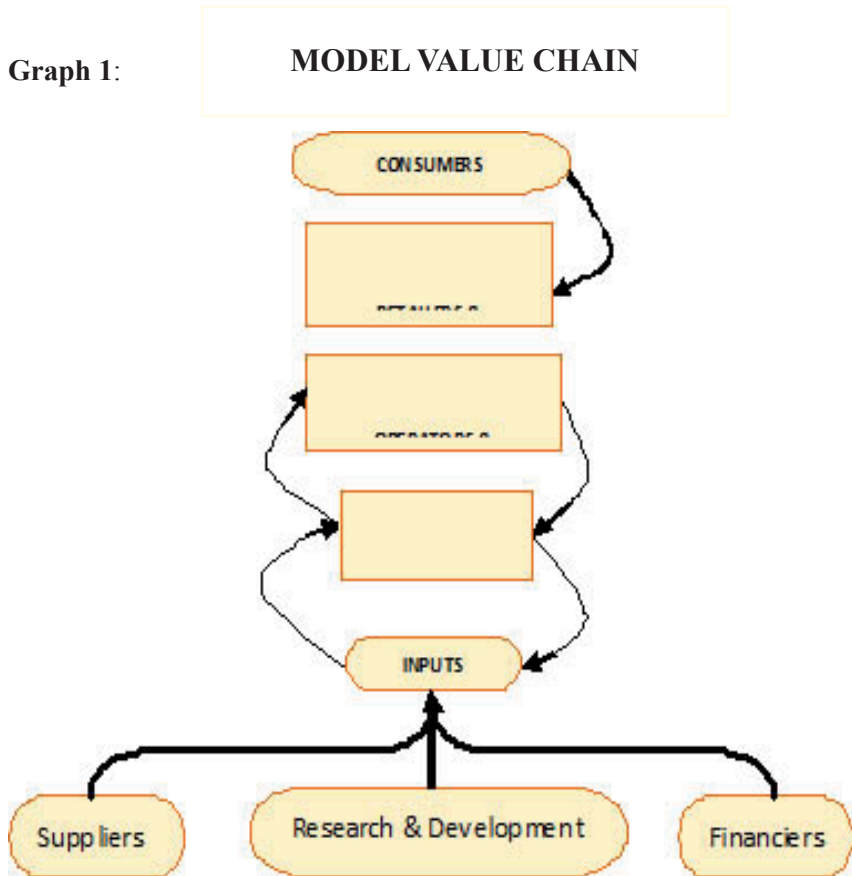 Graph 1:
MODEL VALUE CHAIN
CONSUMERS
INPUTS
Suppliers
Research & Development
Financiers